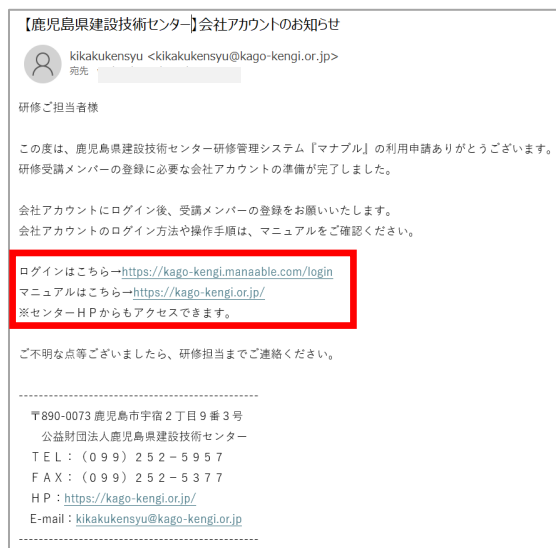 【鹿児島県建設技術センター】会社アカウントのお知らせ
kikakukensyu <kikakukensyu@kago-kengi.or.jp>
宛先
研修ご担当者様
この度は、鹿児島県建設技術センター研修管理システム『マナブル』の利用申請ありがとうございます。
研修受講メンバーの登録に必要な会社アカウントの準備が完了しました。
会社アカウントにログイン後、受講メンバーの登録をお願いいたします。
会社アカウントのログイン方法や操作手順は、マニュアルをご確認ください。
ログインはこちら→https://kago-kengi.manaable.com/login
マニュアルはこちら→https://kago-kengi.or.jp/
※センターＨＰからもアクセスできます。
ご不明な点等ございましたら、研修担当までご連絡ください。
------------------------------------------------
〒890-0073 鹿児島市宇宿２丁目９番３号
公益財団法人鹿児島県建設技術センター
ＴＥＬ：（０９９）２５２－５９５７
ＦＡＸ：（０９９）２５２－５３７７
ＨＰ：https://kago-kengi.or.jp/
E-mail：kikakukensyu@kago-kengi.or.jp
------------------------------------------------